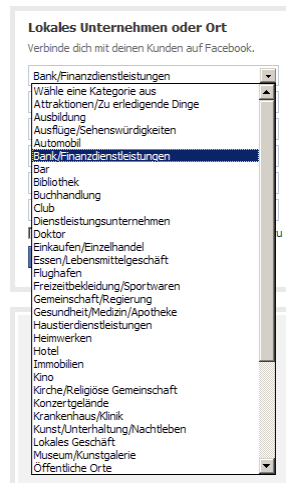 Lokales Unternehmen oder Ort
Verbinde dich mit deinen Kunden auf Facebook.
Bank/Finanzdienstleistungen
Wähle eine Kategorie aus
Attraktionen/Zu erledigende Dinge
Ausbildung
Ausflüge/Sehenswürdigkeiten
Automobil
Bank/Finanzdienstleistungen
Bar
Bibliothek
Buchhandlung
Club
Dienstleistungsunternehmen
Doktor
Einkaufen/Einzelhandel
Essen/Lebensmittelgeschäft
Flughafen
Freizeitbekleidung/Sportwaren
Gemeinschaft/Regierung
Gesundheit/Medizin/Apotheke
Haustierdienstleistungen
Heimwerken
Hotel
Immobilien
Kino
Kirche/Religiöse Gemeinschaft
Konzertgelände
Krankenhaus/Klinik
Kunst/Unterhaltung/Nachtleben
Lokales Geschäft
Museum/Kunstgalerie
Öffentliche Orte